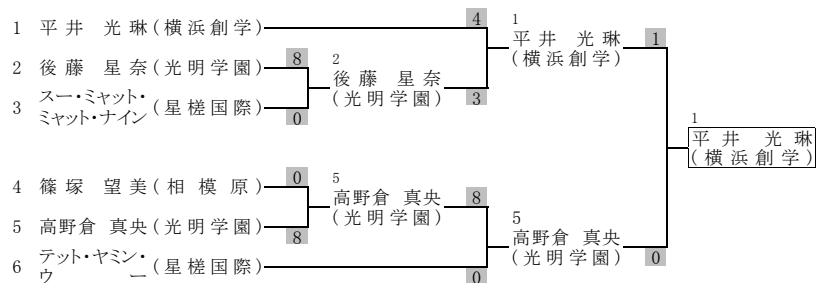 1 平井 光琳(横浜創学)
4
2 後藤 星奈(光明学園)
8
3 スー・ミャット・ミャット・ナイン(星槎国際)
0
2
後藤 星奈
(光明学園)
3
1
平井 光琳
(横浜創学)
1
1
平井 光琳
(横浜創学)
4 篠塚 望美(相模原)
0
5 高野倉 真央(光明学園)
8
5
高野倉 真央
(光明学園)
8
6 テット・ヤミン・ウー(星槎国際)
0
5
高野倉 真央
(光明学園)
0